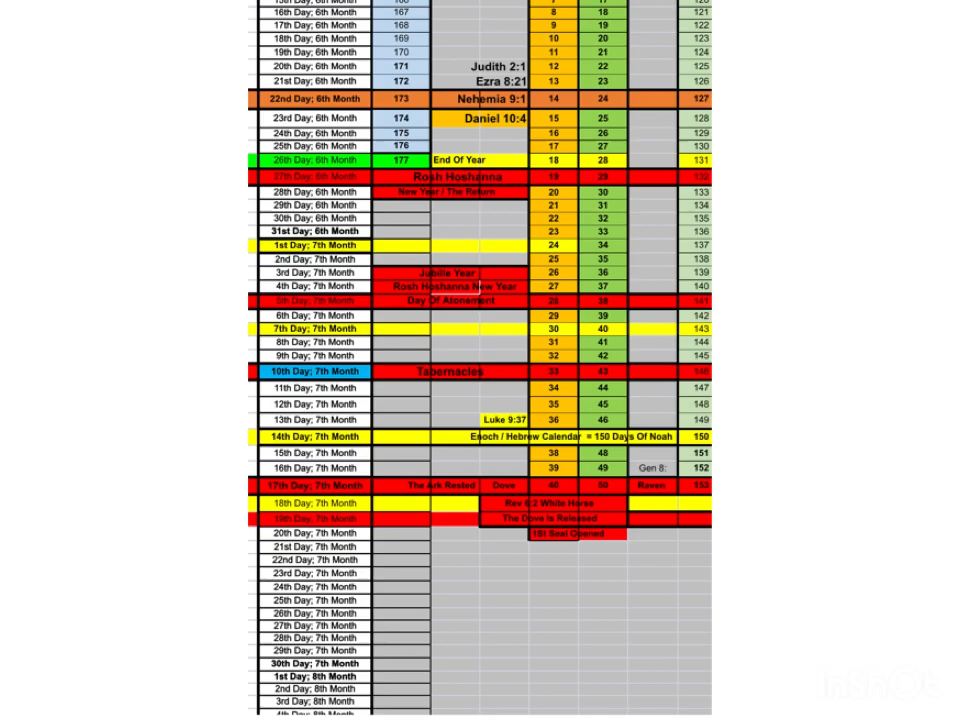 15th Day; 6th Month 166 7 17 120
16th Day; 6th Month 167 8 18 121
17th Day; 6th Month 168 9 19 122
18th Day; 6th Month 169 10 20 123
19th Day; 6th Month 170 11 21 124
20th Day; 6th Month 171 Judith 2:1 12 22 125
21st Day; 6th Month 172 Ezra 8:21 13 23 126
22nd Day; 6th Month 173 Nehemia 9:1 14 24 127
23rd Day; 6th Month 174 Daniel 10:4 15 25 128
24th Day; 6th Month 175 16 26 129
25th Day; 6th Month 176 17 27 130
26th Day; 6th Month 177 End Of Year 18 28 131
27th Day; 6th Month Rosh Hoshanna 19 29 132
28th Day; 6th Month New Year / The Return 20 30 133
29th Day; 6th Month 21 31 134
30th Day; 6th Month 22 32 135
31st Day; 6th Month 23 33 136
1st Day; 7th Month 24 34 137
2nd Day; 7th Month 25 35 138
3rd Day; 7th Month Jubille Year 26 36 139
4th Day; 7th Month Rosh Hoshanna New Year 27 37 140
5th Day; 7th Month Day Of Atonement 28 38 141
6th Day; 7th Month 29 39 142
7th Day; 7th Month 30 40 143
8th Day; 7th Month 31 41 144
9th Day; 7th Month 32 42 145
10th Day; 7th Month Tabernacles 33 43 146
11th Day; 7th Month 34 44 147
12th Day; 7th Month 35 45 148
13th Day; 7th Month Luke 9:37 36 46 149
14th Day; 7th Month Enoch / Hebrew Calendar = 150 Days Of Noah 150
15th Day; 7th Month 38 48 151
16th Day; 7th Month 39 49 Gen 8: 152
17th Day; 7th Month The Ark Rested Dove 40 50 Raven 153
18th Day; 7th Month Rev 6:2 White Horse
19th Day; 7th Month The Dove Is Released
20th Day; 7th Month 1St Seal Opened
21st Day; 7th Month
22nd Day; 7th Month
23rd Day; 7th Month
24th Day; 7th Month
25th Day; 7th Month
26th Day; 7th Month
27th Day; 7th Month
28th Day; 7th Month
29th Day; 7th Month
30th Day; 7th Month
1st Day; 8th Month
2nd Day; 8th Month
3rd Day; 8th Month
4th Day; 8th Month
InShOt